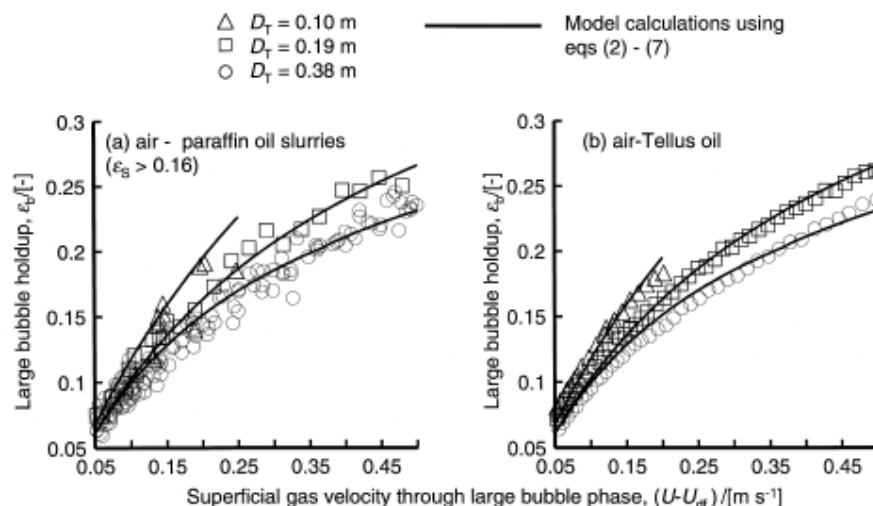 △ D_T = 0.10 m
□ D_T = 0.19 m
○ D_T = 0.38 m
Model calculations using
eqs (2) - (7)
Large bubble holdup, ε_b/[-]
0.3
0.25
0.2
0.15
0.1
0.05
(a) air - paraffin oil slurries
(ε_S > 0.16)
0.05 0.15 0.25 0.35 0.45
Large bubble holdup, ε_b/[-]
0.3
0.25
0.2
0.15
0.1
0.05
(b) air-Tellus oil
0.05 0.15 0.25 0.35 0.45
Superficial gas velocity through large bubble phase, (U-U_df) /[m s⁻¹]